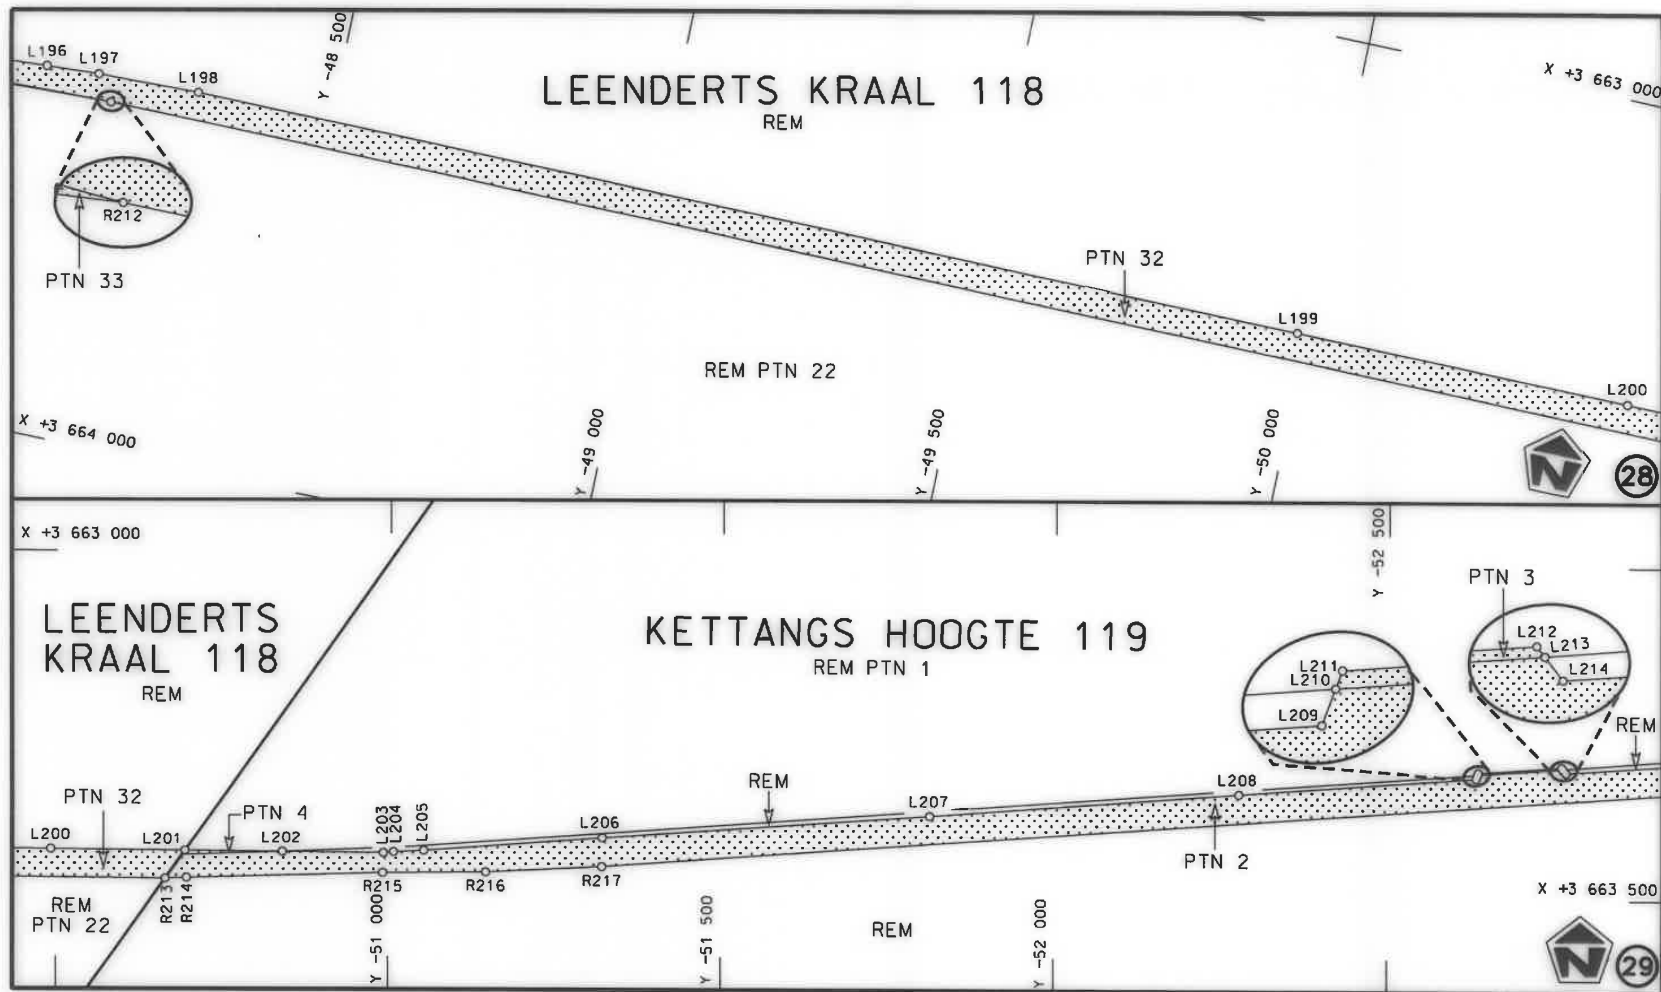 L196
L197
L198
Y -48 500
LEENDERTS KRAAL 118
REM
X +3 663 000
R212
PTN 33
PTN 32
L199
REM PTN 22
L200
X +3 664 000
Y -49 000
Y -49 500
Y -50 000
N
28
X +3 663 000
LEENDERTS
KRAAL 118
REM
KETTANGS HOOGTE 119
REM PTN 1
Y -52 500
PTN 3
L212
L213
L214
L211
L210
L209
REM
PTN 32
PTN 4
L200
L201
L202
L203
L204
L205
L206
REM
L207
L208
PTN 2
R213
R214
R215
R216
R217
REM
PTN 22
Y -51 000
Y -51 500
REM
Y -52 000
X +3 663 500
N
29